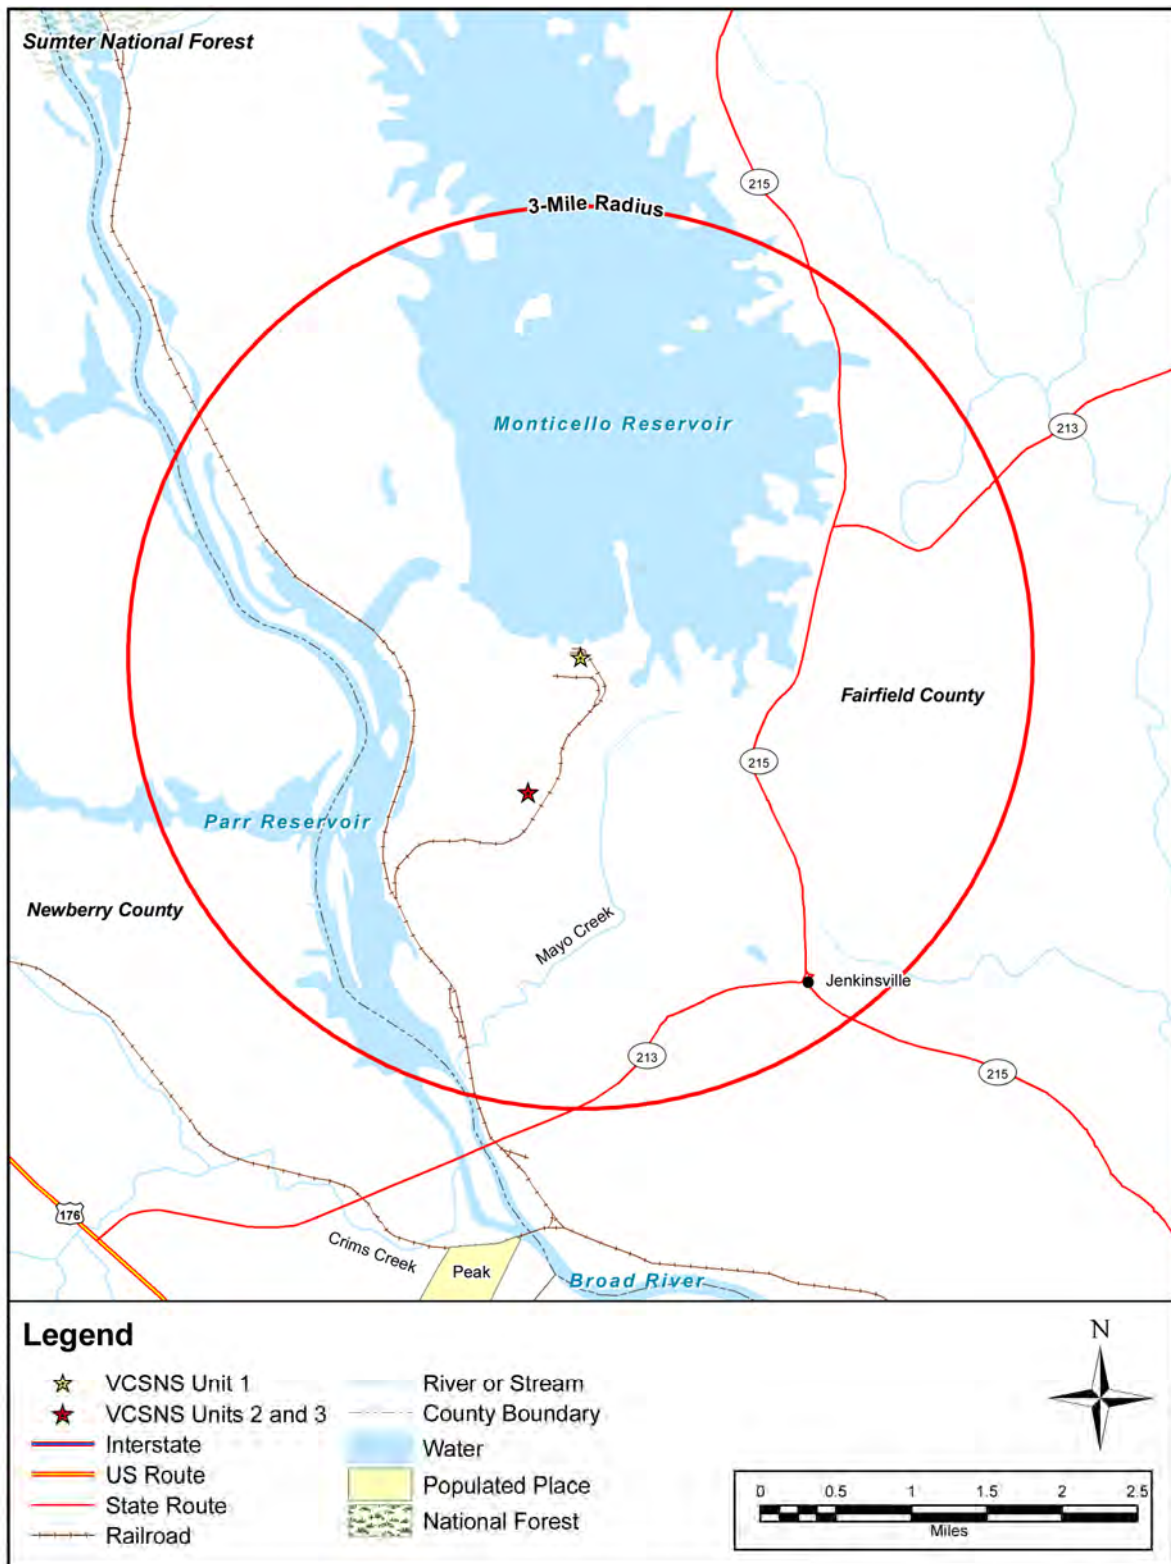 Sumter National Forest
215
3-Mile-Radius
Monticello Reservoir
213
Fairfield County
215
Parr Reservoir
Newberry County
Mayo Creek
Jenkinsville
213
215
176
Crims Creek
Peak
Broad River
Legend
VCSNS Unit 1
VCSNS Units 2 and 3
Interstate
US Route
State Route
Railroad
River or Stream
County Boundary
Water
Populated Place
National Forest
N
0 0.5 1 1.5 2 2.5
Miles